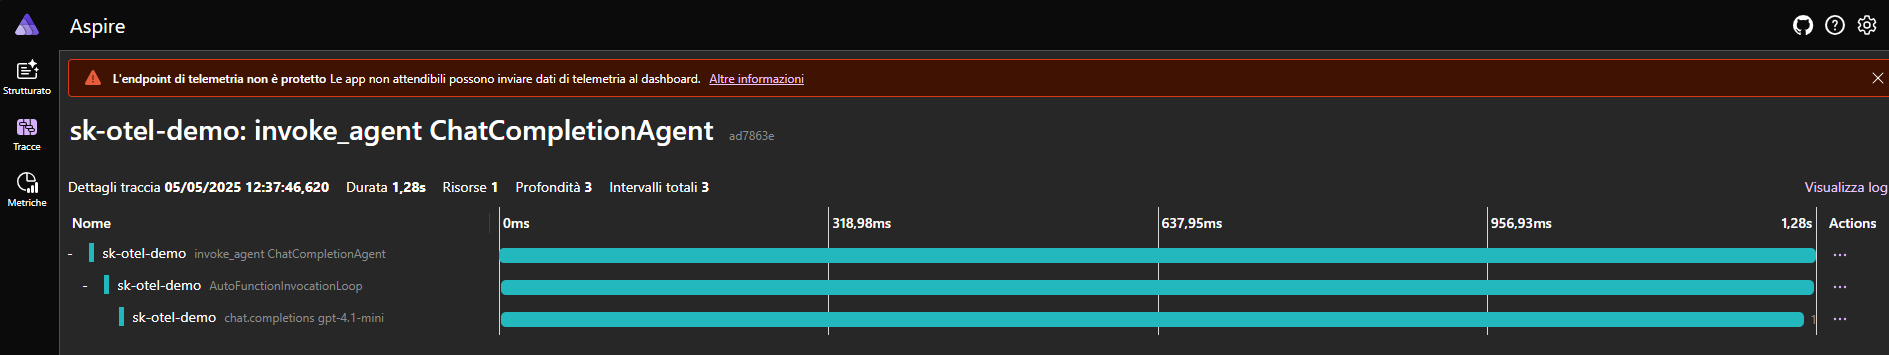 Aspire
Strutturato
Tracce
Metriche
L'endpoint di telemetria non è protetto Le app non attendibili possono inviare dati di telemetria al dashboard. Altre informazioni
sk-otel-demo: invoke_agent ChatCompletionAgent ad7863e
Dettagli traccia 05/05/2025 12:37:46,620 Durata 1,28s Risorse 1 Profondità 3 Intervalli totali 3
Visualizza log
Nome 0ms 318,98ms 637,95ms 956,93ms 1,28s Actions
- sk-otel-demo invoke_agent ChatCompletionAgent ...
- sk-otel-demo AutoFunctionInvocationLoop ...
sk-otel-demo chat.completions gpt-4.1-mini ...